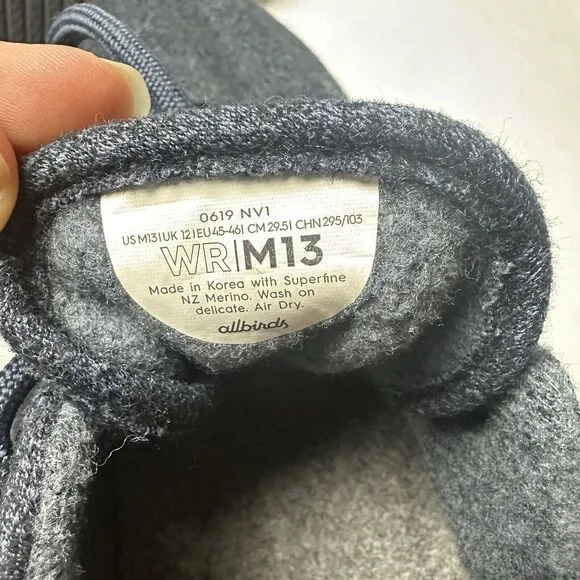 0619 NV1
US M13|UK 12|EU45-46|CM 29.5|CHN 295/103
WR|M13
Made in Korea with Superfine
NZ Merino. Wash on
delicate. Air Dry.
allbirds